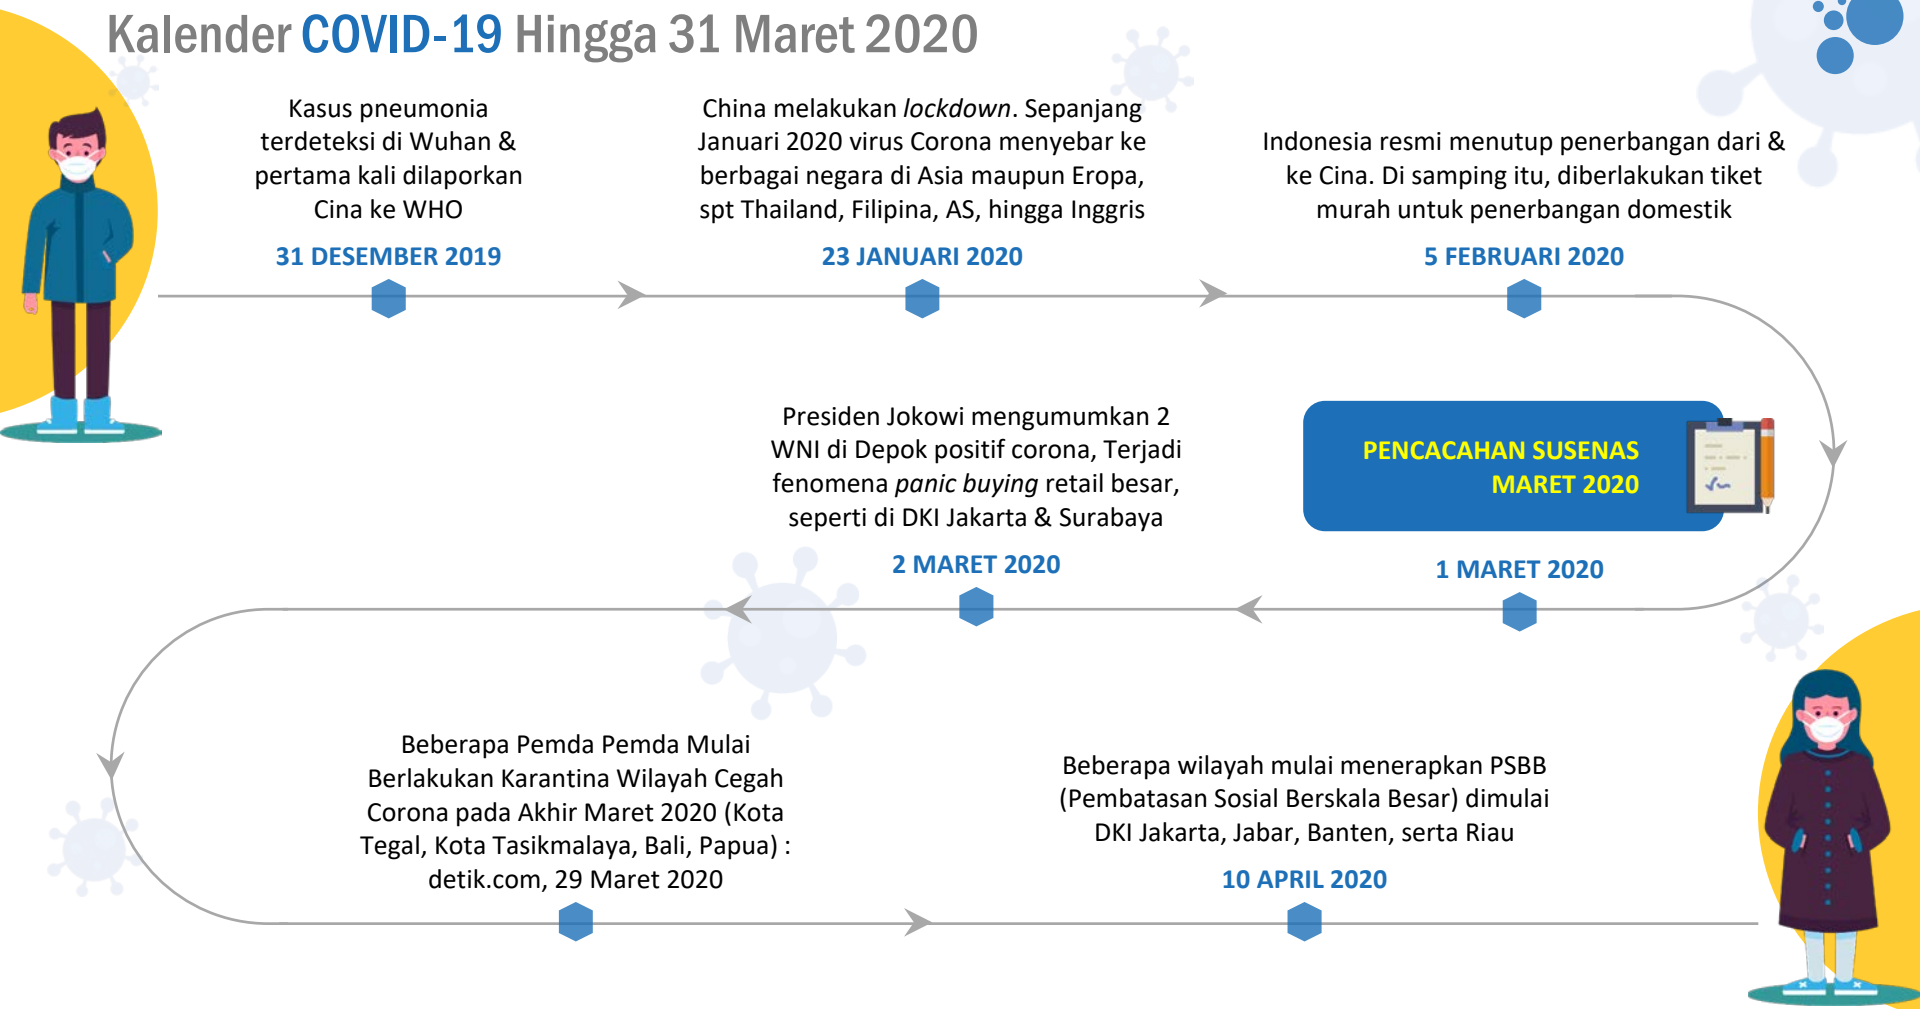 Kalender COVID-19 Hingga 31 Maret 2020
Kasus pneumonia
terdeteksi di Wuhan &
pertama kali dilaporkan
Cina ke WHO
31 DESEMBER 2019
China melakukan lockdown. Sepanjang
Januari 2020 virus Corona menyebar ke
berbagai negara di Asia maupun Eropa,
spt Thailand, Filipina, AS, hingga Inggris
23 JANUARI 2020
Indonesia resmi menutup penerbangan dari &
ke Cina. Di samping itu, diberlakukan tiket
murah untuk penerbangan domestik
5 FEBRUARI 2020
PENCACAHAN SUSENAS
MARET 2020
1 MARET 2020
Presiden Jokowi mengumumkan 2
WNI di Depok positif corona, Terjadi
fenomena panic buying retail besar,
seperti di DKI Jakarta & Surabaya
2 MARET 2020
Beberapa Pemda Pemda Mulai
Berlakukan Karantina Wilayah Cegah
Corona pada Akhir Maret 2020 (Kota
Tegal, Kota Tasikmalaya, Bali, Papua) :
detik.com, 29 Maret 2020
Beberapa wilayah mulai menerapkan PSBB
(Pembatasan Sosial Berskala Besar) dimulai
DKI Jakarta, Jabar, Banten, serta Riau
10 APRIL 2020